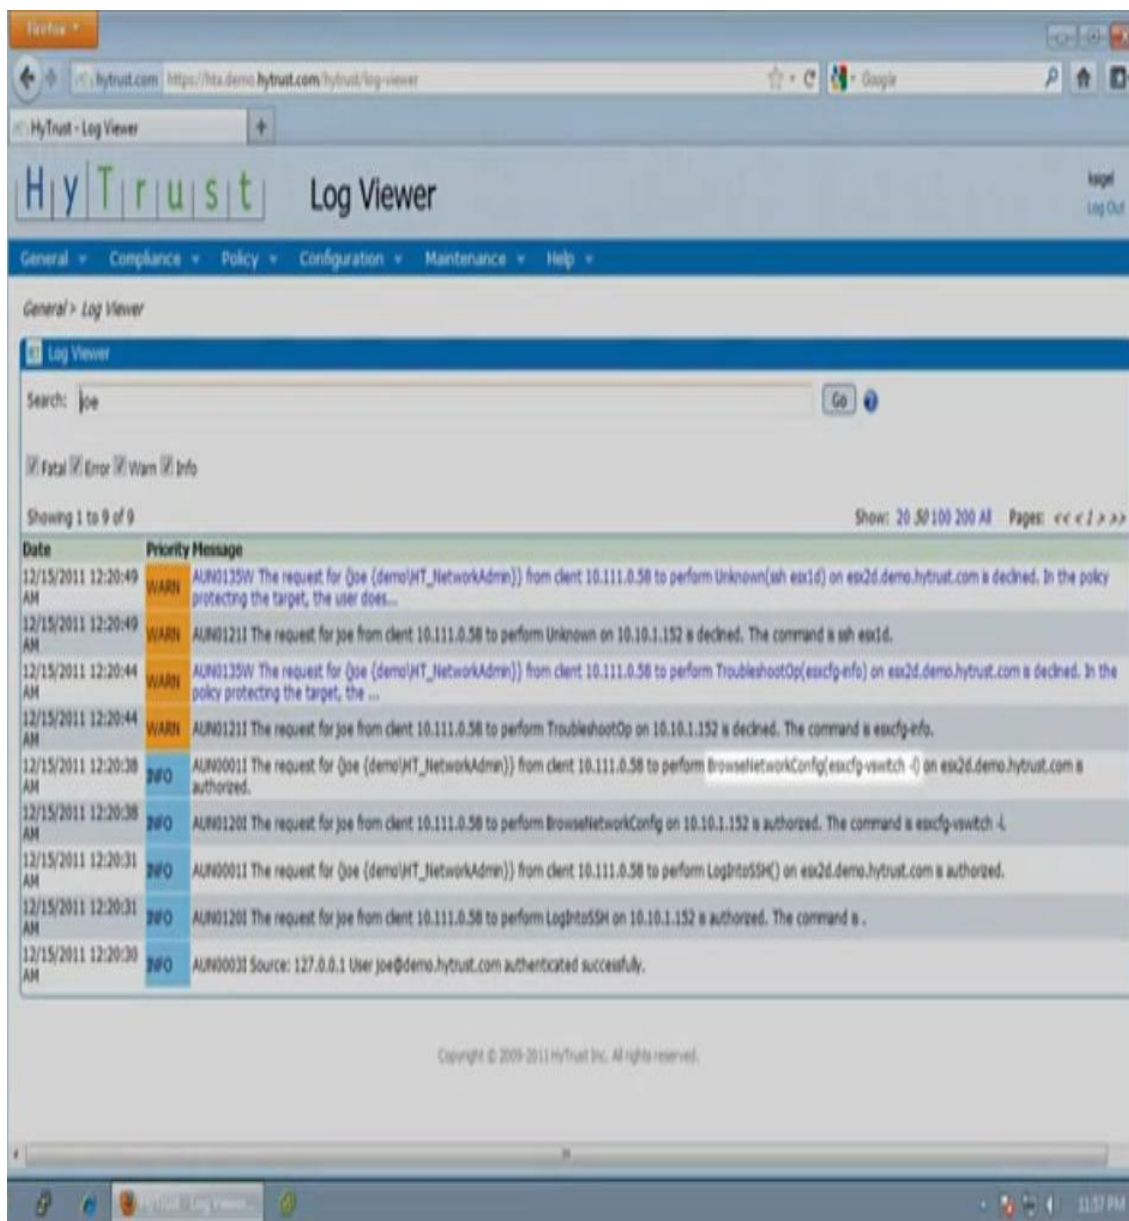 Firefox
hytrust.com https://hta.demo.hytrust.com/hytrust/log-viewer
Google
HyTrust - Log Viewer +
HyTrust Log Viewer
Log Out
General Compliance Policy Configuration Maintenance Help
General > Log Viewer
Log Viewer
Search: joe Go ?
Fatal Error Warn Info
Showing 1 to 9 of 9 Show: 20 50 100 200 All Pages: << < 1 > >>
Date Priority Message
12/15/2011 12:20:49 AM WARN AUN0135W The request for {joe {demo\HT_NetworkAdmin}} from client 10.111.0.58 to perform Unknown(ssh esx1d) on esx2d.demo.hytrust.com is declined. In the policy
protecting the target, the user does...
12/15/2011 12:20:49 AM WARN AUN0121I The request for joe from client 10.111.0.58 to perform Unknown on 10.10.1.152 is declined. The command is ssh esx1d.
12/15/2011 12:20:44 AM WARN AUN0135W The request for {joe {demo\HT_NetworkAdmin}} from client 10.111.0.58 to perform TroubleshootOp(esxcfg-info) on esx2d.demo.hytrust.com is declined. In the
policy protecting the target, the ...
12/15/2011 12:20:44 AM WARN AUN0121I The request for joe from client 10.111.0.58 to perform TroubleshootOp on 10.10.1.152 is declined. The command is esxcfg-info.
12/15/2011 12:20:38 AM INFO AUN0001I The request for {joe {demo\HT_NetworkAdmin}} from client 10.111.0.58 to perform BrowseNetworkConfig(esxcfg-vswitch -l) on esx2d.demo.hytrust.com is
authorized.
12/15/2011 12:20:38 AM INFO AUN0120I The request for joe from client 10.111.0.58 to perform BrowseNetworkConfig on 10.10.1.152 is authorized. The command is esxcfg-vswitch -l.
12/15/2011 12:20:31 AM INFO AUN0001I The request for {joe {demo\HT_NetworkAdmin}} from client 10.111.0.58 to perform LogIntoSSH() on esx2d.demo.hytrust.com is authorized.
12/15/2011 12:20:31 AM INFO AUN0120I The request for joe from client 10.111.0.58 to perform LogIntoSSH on 10.10.1.152 is authorized. The command is .
12/15/2011 12:20:30 AM INFO AUN0003I Source: 127.0.0.1 User joe@demo.hytrust.com authenticated successfully.
Copyright © 2009-2011 HyTrust Inc. All rights reserved.
HyTrust - Log Viewer... 11:57 PM